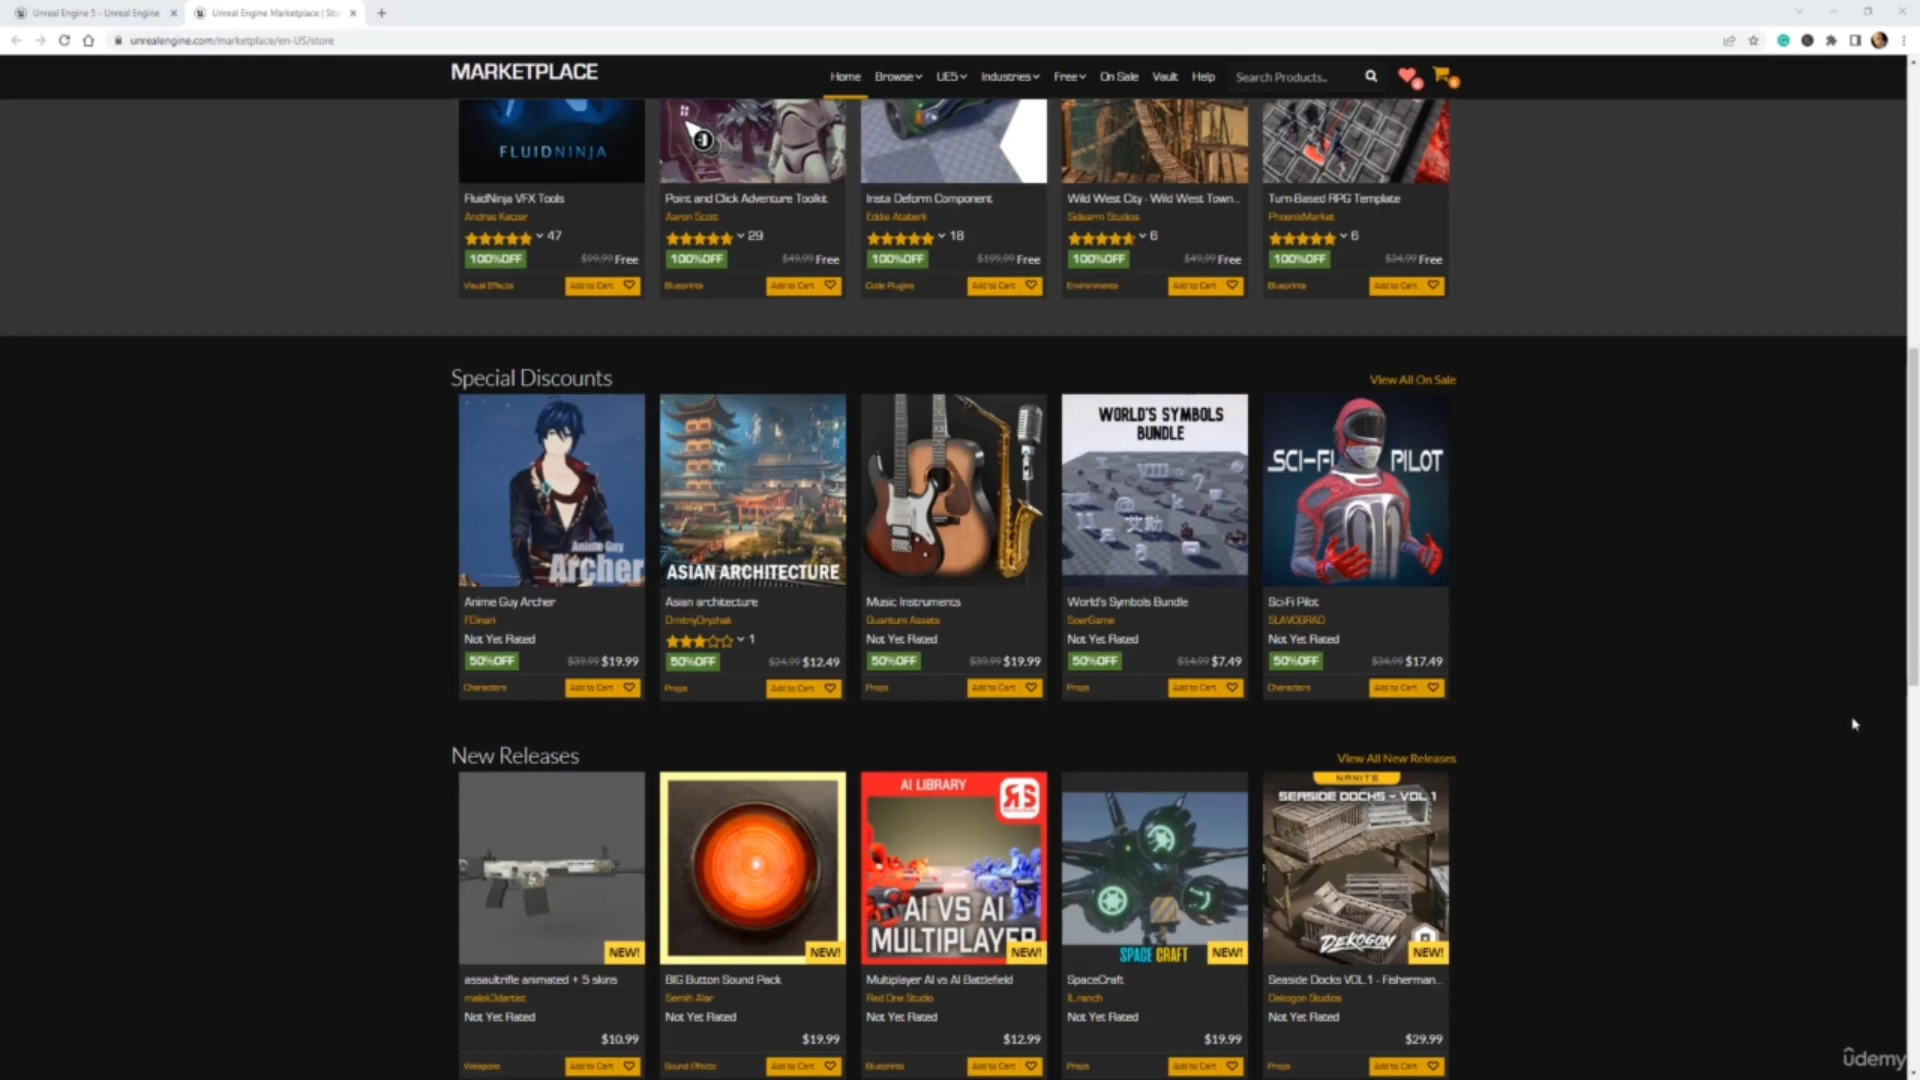 Unreal Engine 5 - Unreal Engine
Unreal Engine Marketplace | Sto
unrealengine.com/marketplace/en-US/store
MARKETPLACE
Home Browse UE5 Industries Free On Sale Vault Help Search Products...
FLUIDNINJA
FluidNinja VFX Tools Point and Click Adventure Toolkit Insta Deform Component Wild West City - Wild West Town... Turn-Based RPG Template
Andras Ketzer Aaron Scott Eddie Ataberk Sidearm Studios PhoenixMarket
47 29 18 6 6
100%OFF $99.99 Free 100%OFF $49.99 Free 100%OFF $199.99 Free 100%OFF $49.99 Free 100%OFF $34.99 Free
Visual Effects Add to Cart Blueprints Add to Cart Code Plugins Add to Cart Environments Add to Cart Blueprints Add to Cart
Special Discounts View All On Sale
Anime Guy
Archer
ASIAN ARCHITECTURE
WORLD'S SYMBOLS
BUNDLE
SCI-FI PILOT
Anime Guy Archer Asian architecture Music Instruments World's Symbols Bundle Sci-Fi Pilot
FDinari DmitriyDryzhak Quantum Assets SoerGame SLAVOGRAD
Not Yet Rated 1 Not Yet Rated Not Yet Rated Not Yet Rated
50%OFF $39.99 $19.99 50%OFF $24.99 $12.49 50%OFF $39.99 $19.99 50%OFF $14.99 $7.49 50%OFF $34.99 $17.49
Characters Add to Cart Props Add to Cart Props Add to Cart Props Add to Cart Characters Add to Cart
New Releases View All New Releases
NEW!
NEW!
AI LIBRARY
RS
AI VS AI
MULTIPLAYER
NEW!
SPACE CRAFT
NEW!
NANITE
SEASIDE DOCKS - VOL 1
DEKOGON
NEW!
assaultrifle animated + 5 skins BIG Button Sound Pack Multiplayer AI vs AI Battlefield SpaceCraft Seaside Docks VOL.1 - Fisherman...
malek3dartist Semih Alar Red One Studio ILranch Dekogon Studios
Not Yet Rated Not Yet Rated Not Yet Rated Not Yet Rated Not Yet Rated
$10.99 $19.99 $12.99 $19.99 $29.99
Weapons Add to Cart Sound Effects Add to Cart Blueprints Add to Cart Props Add to Cart Props Add to Cart
ûdemy